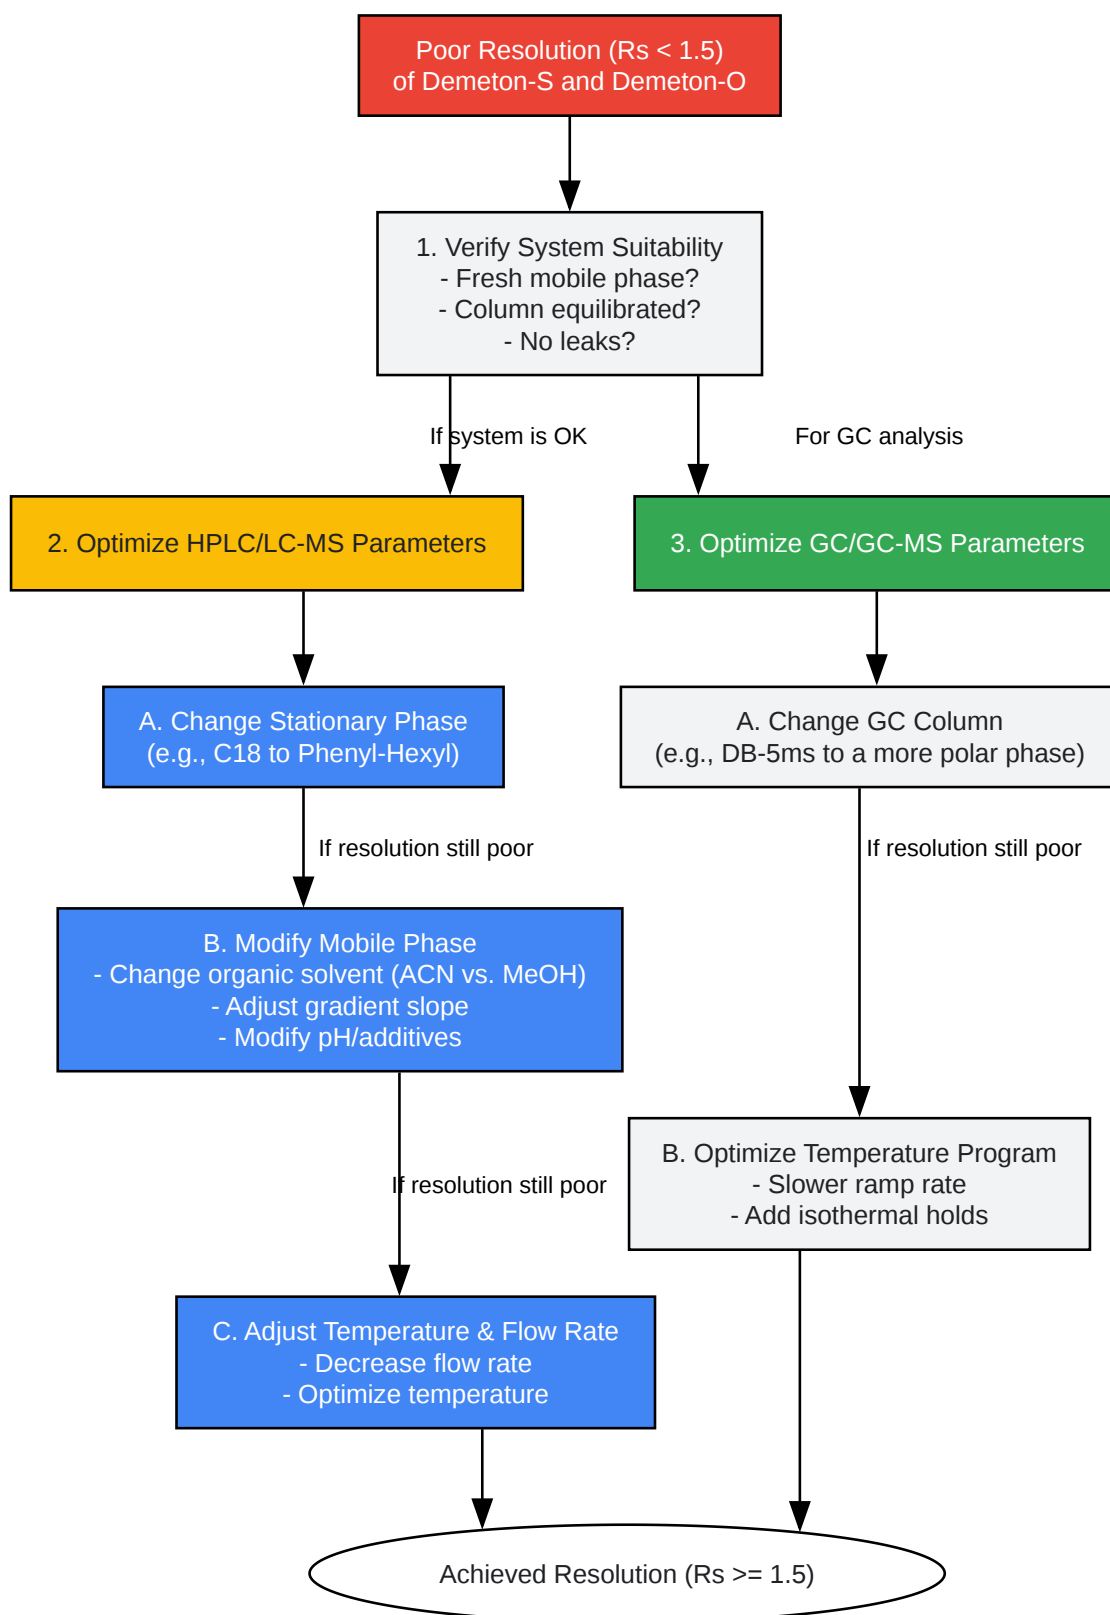 Poor Resolution (Rs < 1.5)
of Demeton-S and Demeton-O
1. Verify System Suitability
- Fresh mobile phase?
- Column equilibrated?
- No leaks?
If system is OK
For GC analysis
2. Optimize HPLC/LC-MS Parameters
3. Optimize GC/GC-MS Parameters
A. Change Stationary Phase
(e.g., C18 to Phenyl-Hexyl)
A. Change GC Column
(e.g., DB-5ms to a more polar phase)
If resolution still poor
If resolution still poor
B. Modify Mobile Phase
- Change organic solvent (ACN vs. MeOH)
- Adjust gradient slope
- Modify pH/additives
If resolution still poor
B. Optimize Temperature Program
- Slower ramp rate
- Add isothermal holds
C. Adjust Temperature & Flow Rate
- Decrease flow rate
- Optimize temperature
Achieved Resolution (Rs >= 1.5)